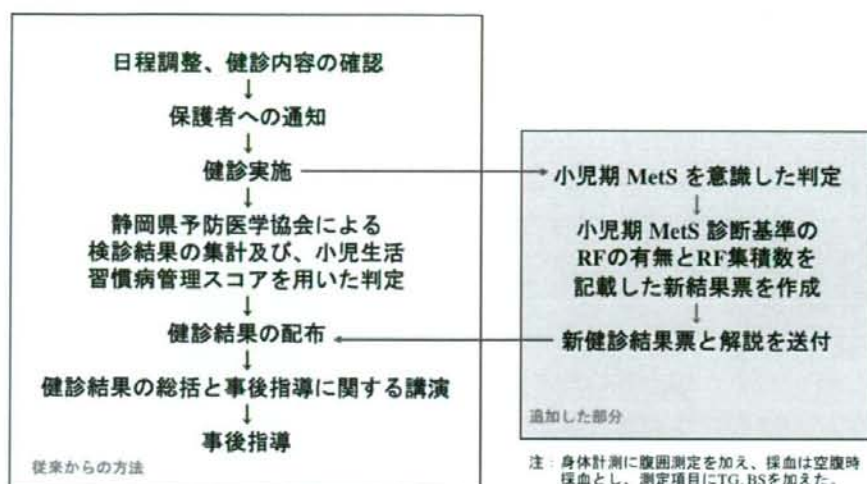 日程調整、健診内容の確認
↓
保護者への通知
↓
健診実施
↓
静岡県予防医学協会による
検診結果の集計及び、小児生活
習慣病管理スコアを用いた判定
↓
健診結果の配布
↓
健診結果の総括と事後指導に関する講演
↓
事後指導
従来からの方法
小児期 MetS を意識した判定
↓
小児期 MetS 診断基準の
RFの有無とRF集積数を
記載した新結果票を作成
↓
新健診結果票と解説を送付
追加した部分
注：身体計測に腹囲測定を加え、採血は空腹時
採血とし、測定項目にTG, BSを加えた。